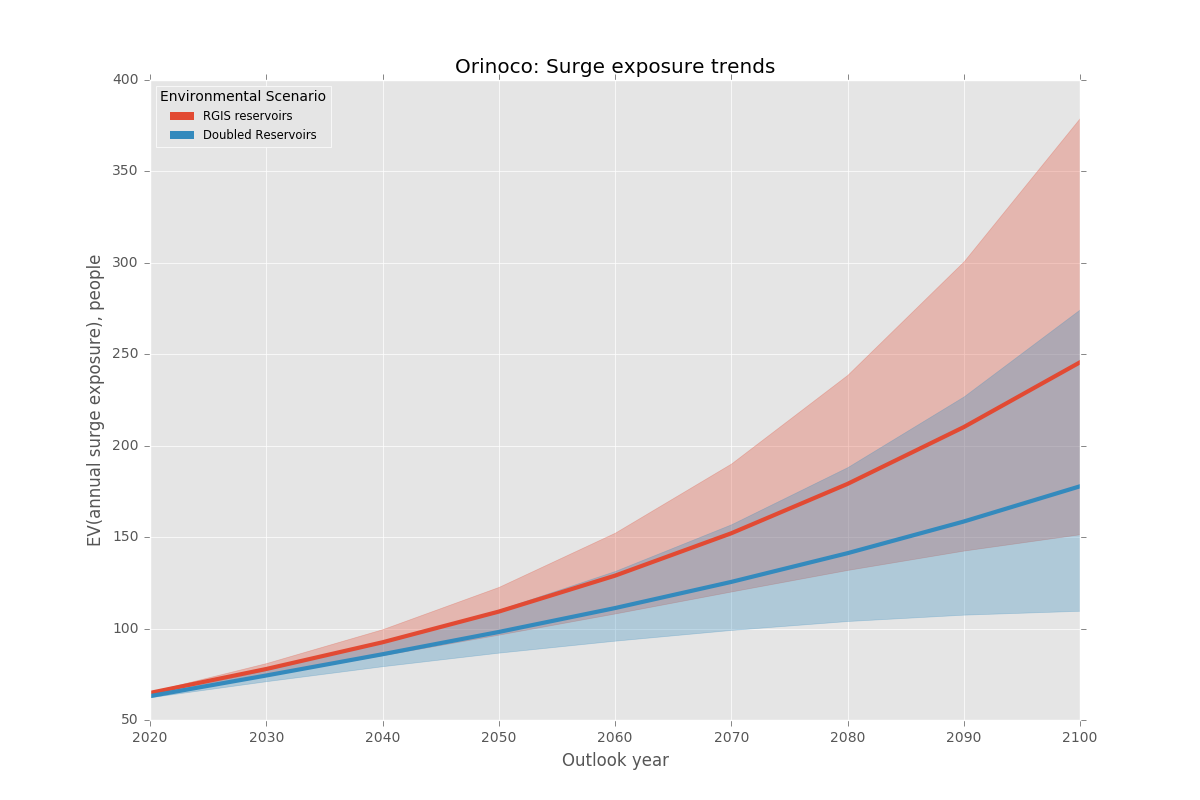 Orinoco: Surge exposure trends
Environmental Scenario
RGIS reservoirs
Doubled Reservoirs
EV(annual surge exposure), people
400
350
300
250
200
150
100
50
2020 2030 2040 2050 2060 2070 2080 2090 2100
Outlook year